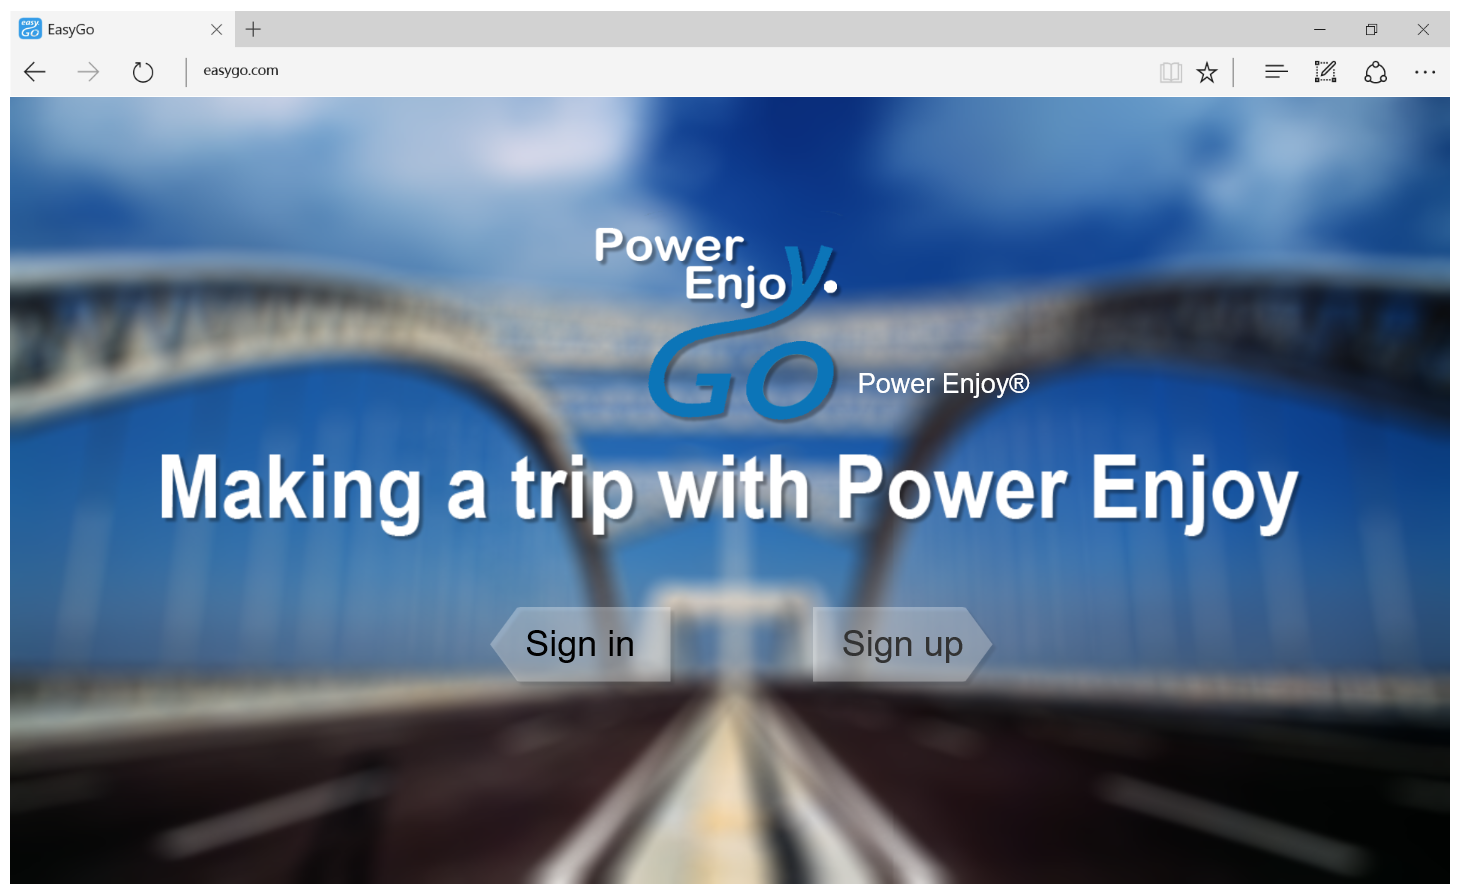 easy GO EasyGo
easygo.com
Power
Enjoy.
GO Power Enjoy®
Making a trip with Power Enjoy
Sign in Sign up